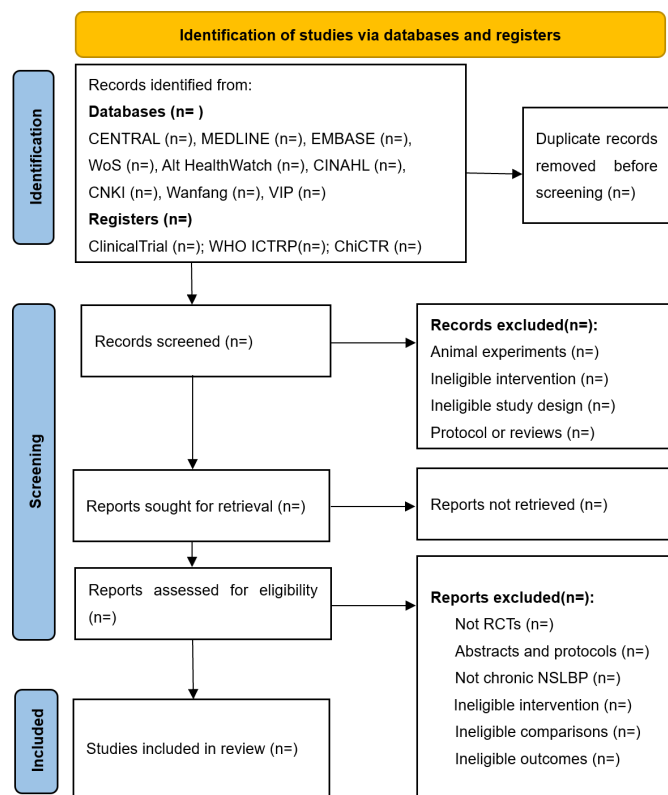 Identification of studies via databases and registers
Identification
Records identified from:
Databases (n= )
CENTRAL (n=), MEDLINE (n=), EMBASE (n=),
WoS (n=), Alt HealthWatch (n=), CINAHL (n=),
CNKI (n=), Wanfang (n=), VIP (n=)
Registers (n=)
ClinicalTrial (n=); WHO ICTRP(n=); ChiCTR (n=)
Duplicate records
removed before
screening (n=)
Screening
Records screened (n=)
Records excluded(n=):
Animal experiments (n=)
Ineligible intervention (n=)
Ineligible study design (n=)
Protocol or reviews (n=)
Reports sought for retrieval (n=)
Reports not retrieved (n=)
Reports assessed for eligibility
(n=)
Reports excluded(n=):
Not RCTs (n=)
Abstracts and protocols (n=)
Not chronic NSLBP (n=)
Ineligible intervention (n=)
Ineligible comparisons (n=)
Ineligible outcomes (n=)
Included
Studies included in review (n=)